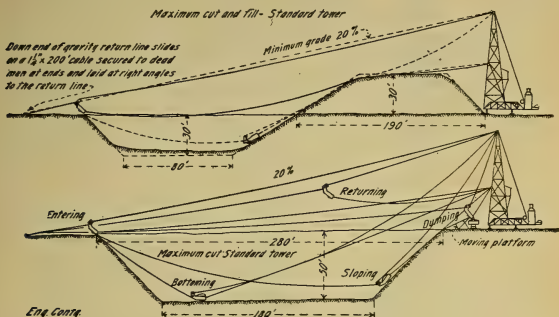 Maximum cut and fill - Standard tower
Down end of gravity return line slides
on a 1½" x 200' cable secured to dead
man at ends and laid at right angles
to the return line
Minimum grade 20%
30'
30'
80'
190'
20%
Returning
Entering
Dumping
280'
Moving platform
Maximum cut Standard tower
50'
Bottoming
Sloping
180'
Eng. Contg.